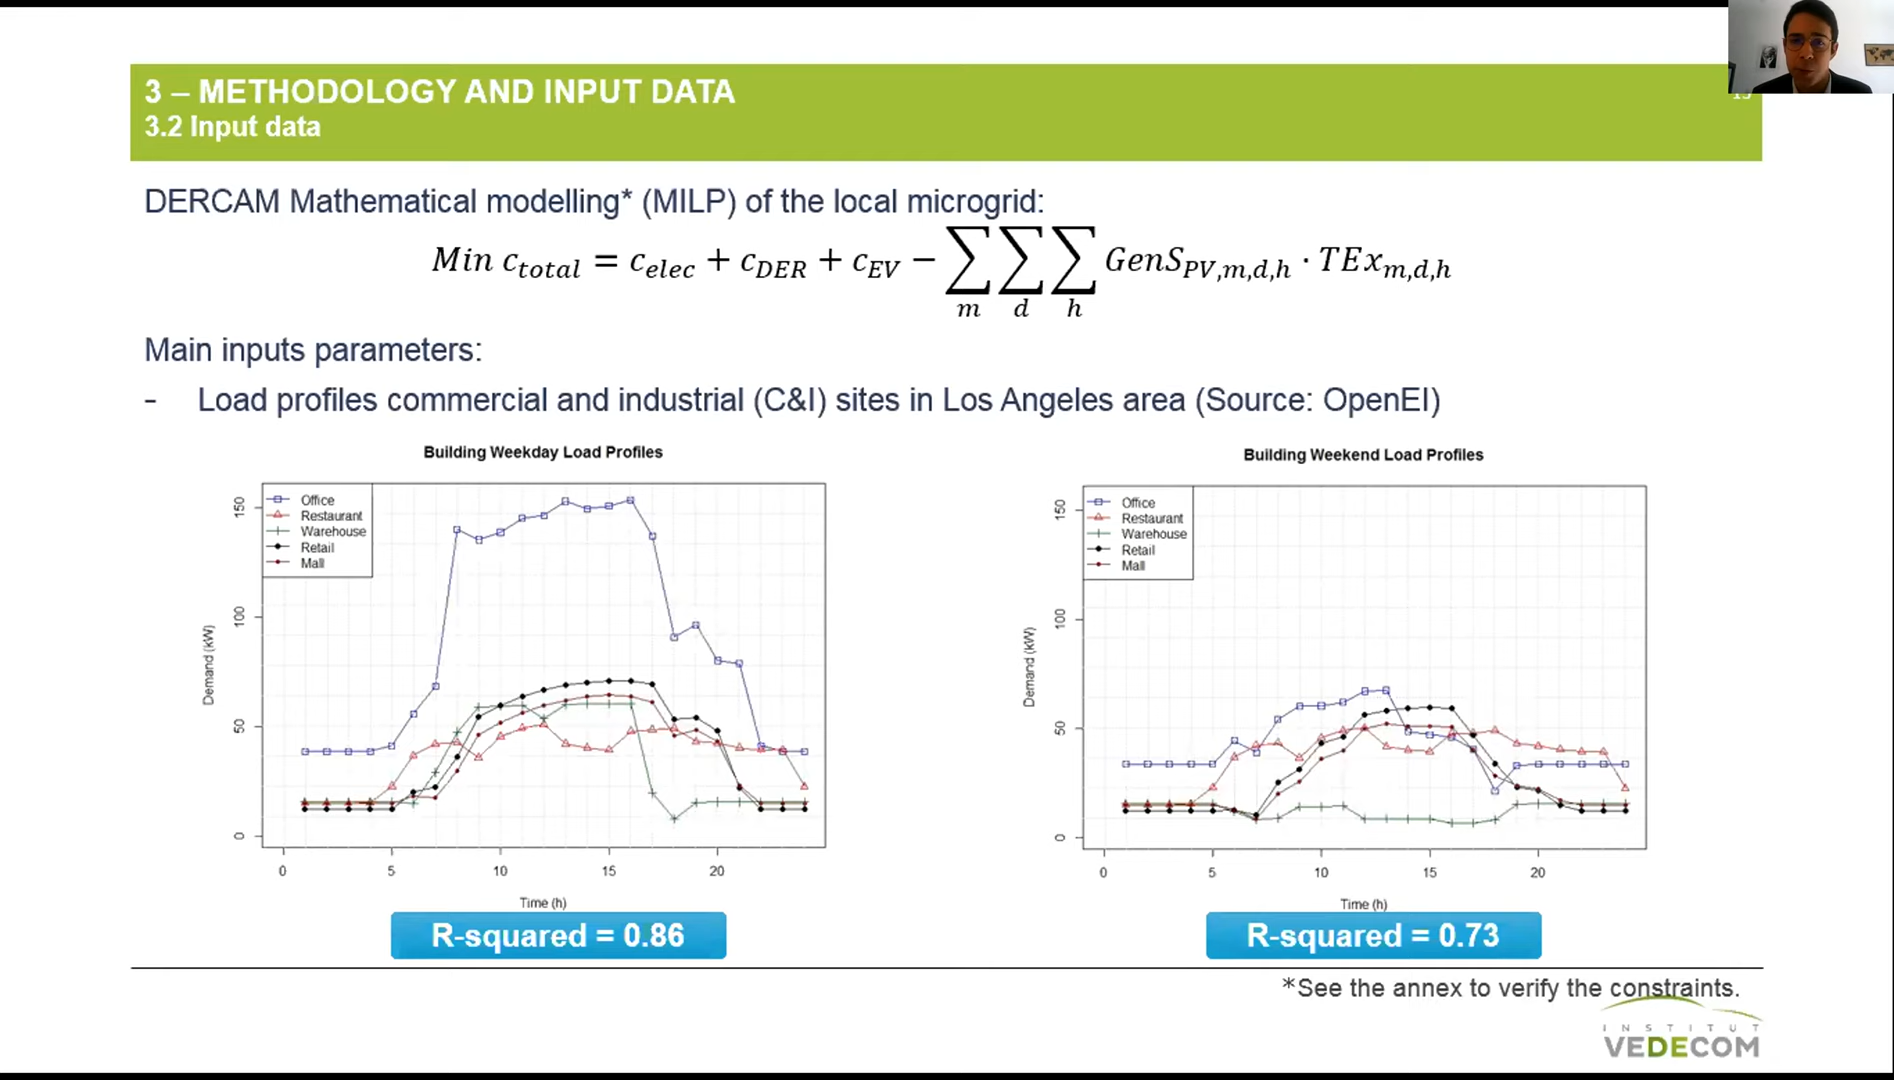 3 – METHODOLOGY AND INPUT DATA
3.2 Input data
DERCAM Mathematical modelling* (MILP) of the local microgrid:
Min c_total = c_elec + c_DER + c_EV − ∑_m ∑_d ∑_h GenS_PV,m,d,h · TEx_m,d,h
Main inputs parameters:
- Load profiles commercial and industrial (C&I) sites in Los Angeles area (Source: OpenEI)
Building Weekday Load Profiles
Office
Restaurant
Warehouse
Retail
Mall
Demand (kW)
150
100
50
0
0 5 10 15 20
Time (h)
R-squared = 0.86
Building Weekend Load Profiles
Office
Restaurant
Warehouse
Retail
Mall
Demand (kW)
150
100
50
0
0 5 10 15 20
Time (h)
R-squared = 0.73
*See the annex to verify the constraints.
INSTITUT
VEDECOM